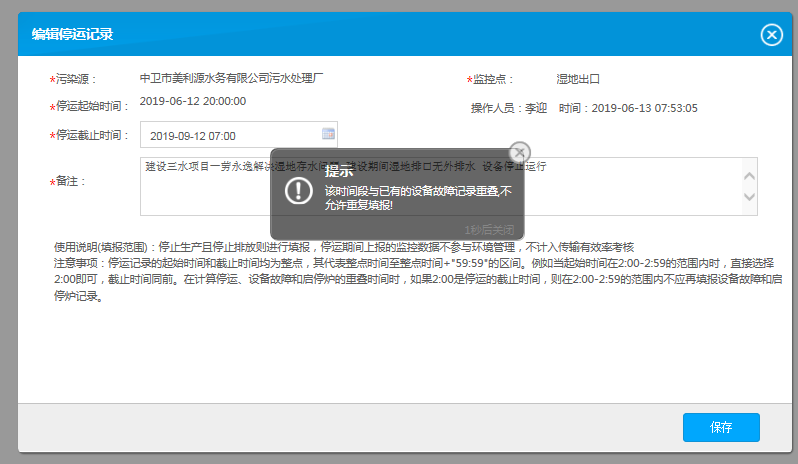 编辑停运记录
*污染源： 中卫市美利源水务有限公司污水处理厂 *监控点： 湿地出口
*停运起始时间： 2019-06-12 20:00:00 操作人员：李迎 时间：2019-06-13 07:53:05
*停运截止时间： 2019-09-12 07:00
*备注： 建设三水项目一劳永逸解决湿地存水问题 建设期间湿地排口无外排水 设备停止运行
提示
该时间段与已有的设备故障记录重叠,不
允许重复填报!
1秒后关闭
使用说明(填报范围)：停止生产且停止排放则进行填报，停运期间上报的监控数据不参与环境管理，不计入传输有效率考核
注意事项：停运记录的起始时间和截止时间均为整点，其代表整点时间至整点时间+"59:59"的区间。例如当起始时间在2:00-2:59的范围内时，直接选择
2:00即可，截止时间同前。在计算停运、设备故障和启停炉的重叠时间时，如果2:00是停运的截止时间，则在2:00-2:59的范围内不应再填报设备故障和启
停炉记录。
保存